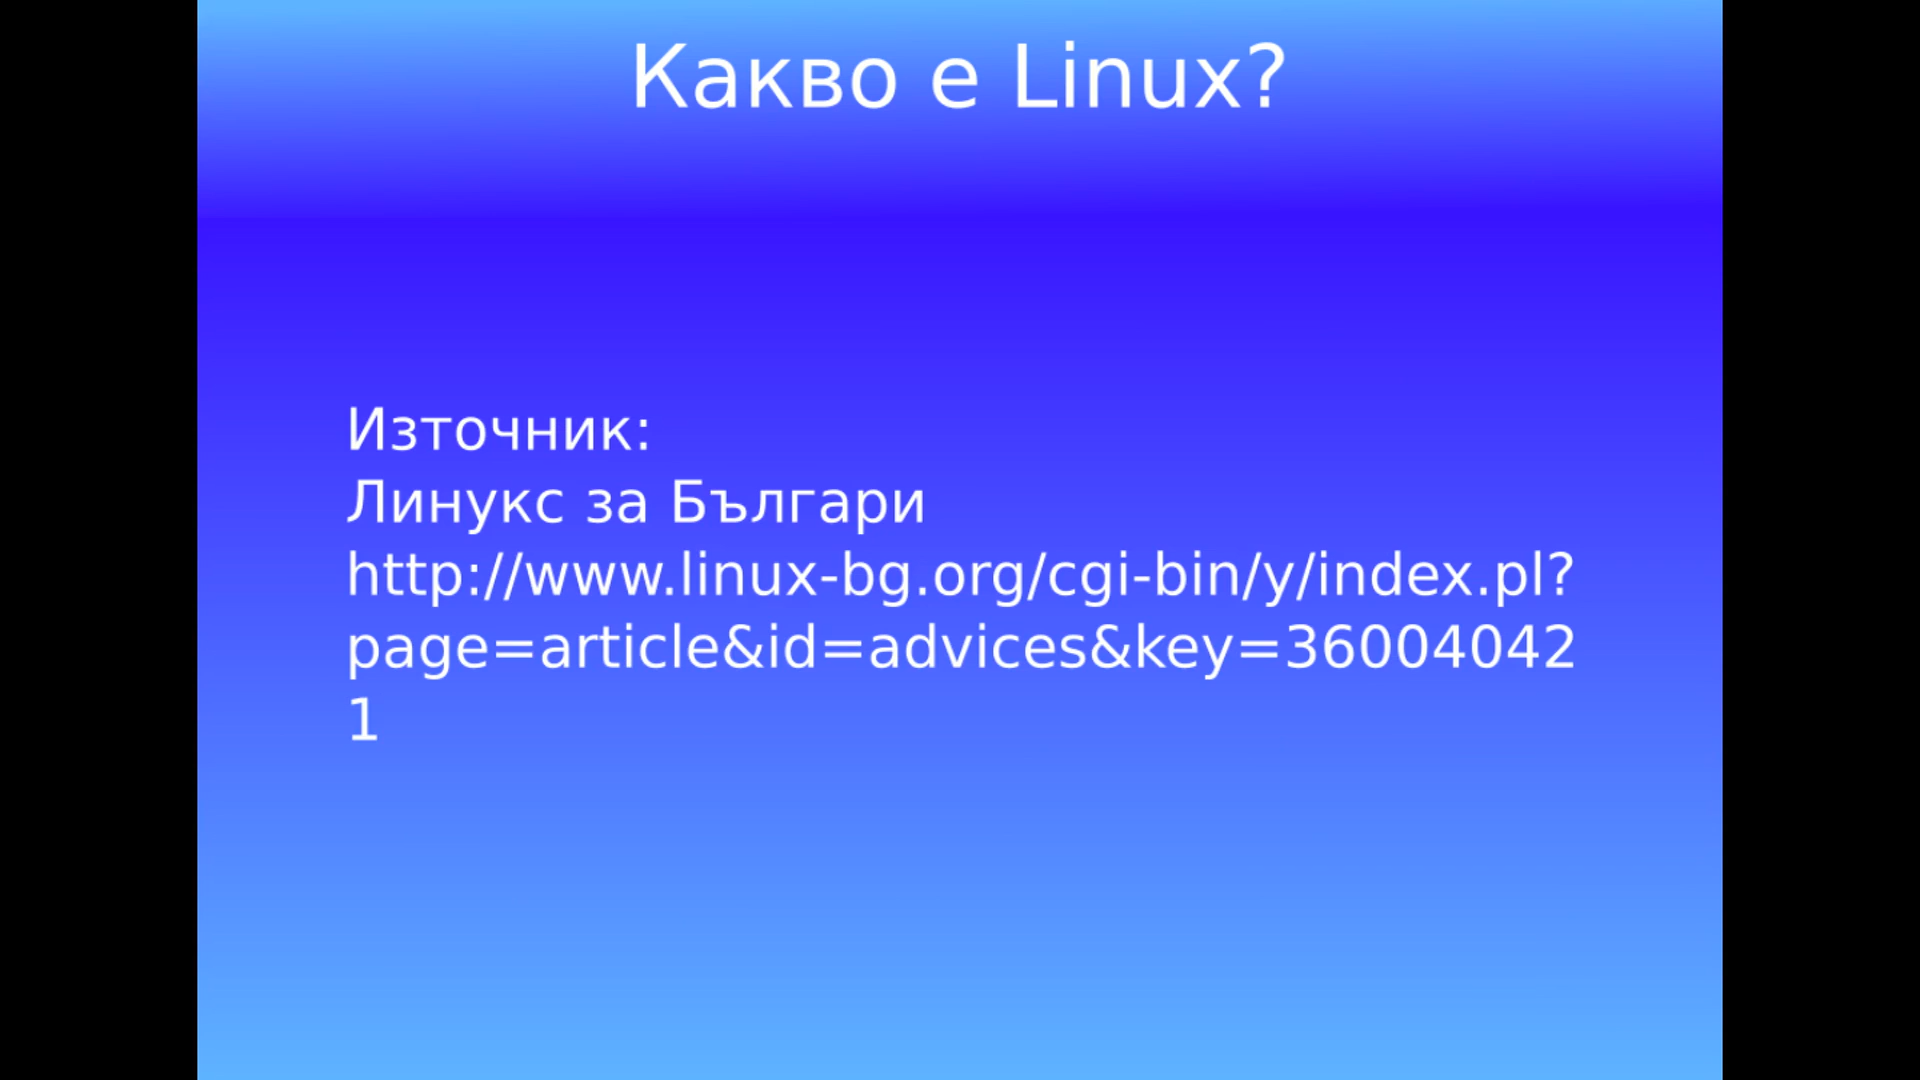 Какво е Linux?
Източник:
Линукс за Българи
http://www.linux-bg.org/cgi-bin/y/index.pl?
page=article&id=advices&key=36004042
1